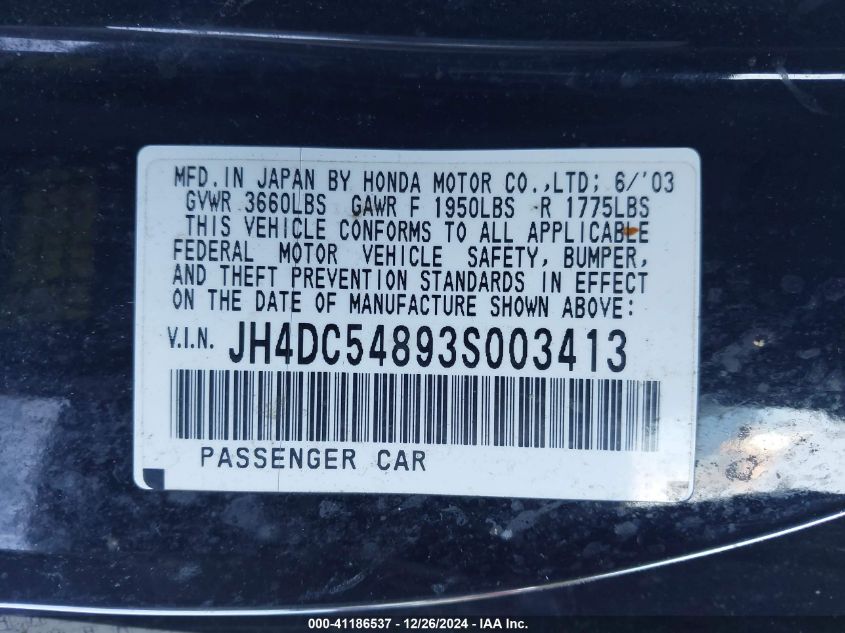 MFD. IN JAPAN BY HONDA MOTOR CO.,LTD; 6/'03
GVWR 3660LBS GAWR F 1950LBS R 1775LBS
THIS VEHICLE CONFORMS TO ALL APPLICABLE
FEDERAL MOTOR VEHICLE SAFETY, BUMPER,
AND THEFT PREVENTION STANDARDS IN EFFECT
ON THE DATE OF MANUFACTURE SHOWN ABOVE:
V.I.N. JH4DC54893S003413
PASSENGER CAR
000-41186537 - 12/26/2024 - IAA Inc.